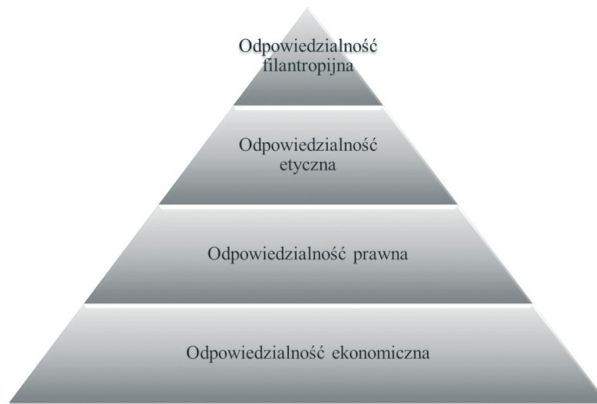 Odpowiedzialność
filantropijna
Odpowiedzialność
etyczna
Odpowiedzialność prawna
Odpowiedzialność ekonomiczna